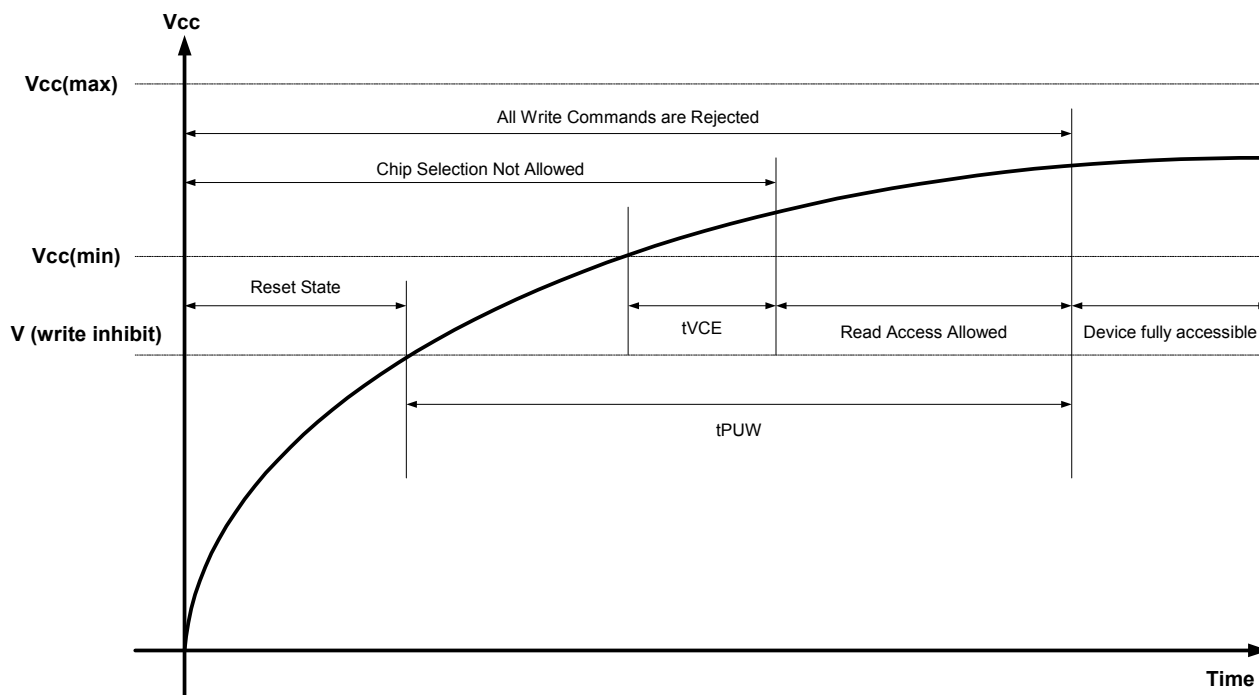 Vcc
Vcc(max)
All Write Commands are Rejected
Chip Selection Not Allowed
Vcc(min)
Reset State
V (write inhibit)
tVCE
Read Access Allowed
Device fully accessible
tPUW
Time